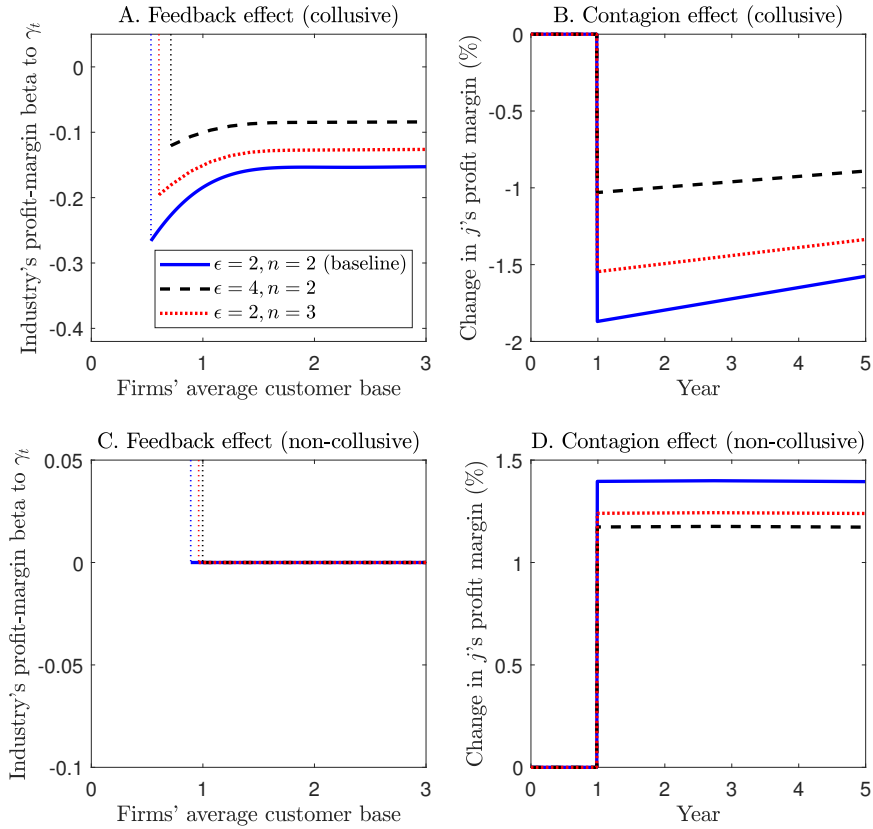 A. Feedback effect (collusive)
Industry's profit-margin beta to γt
0
-0.1
-0.2
-0.3
-0.4
ϵ = 2, n = 2 (baseline)
ϵ = 4, n = 2
ϵ = 2, n = 3
0 1 2 3
Firms' average customer base
B. Contagion effect (collusive)
Change in j's profit margin (%)
0
-0.5
-1
-1.5
-2
0 1 2 3 4 5
Year
C. Feedback effect (non-collusive)
Industry's profit-margin beta to γt
0.05
0
-0.05
-0.1
0 1 2 3
Firms' average customer base
D. Contagion effect (non-collusive)
Change in j's profit margin (%)
1.5
1
0.5
0
0 1 2 3 4 5
Year